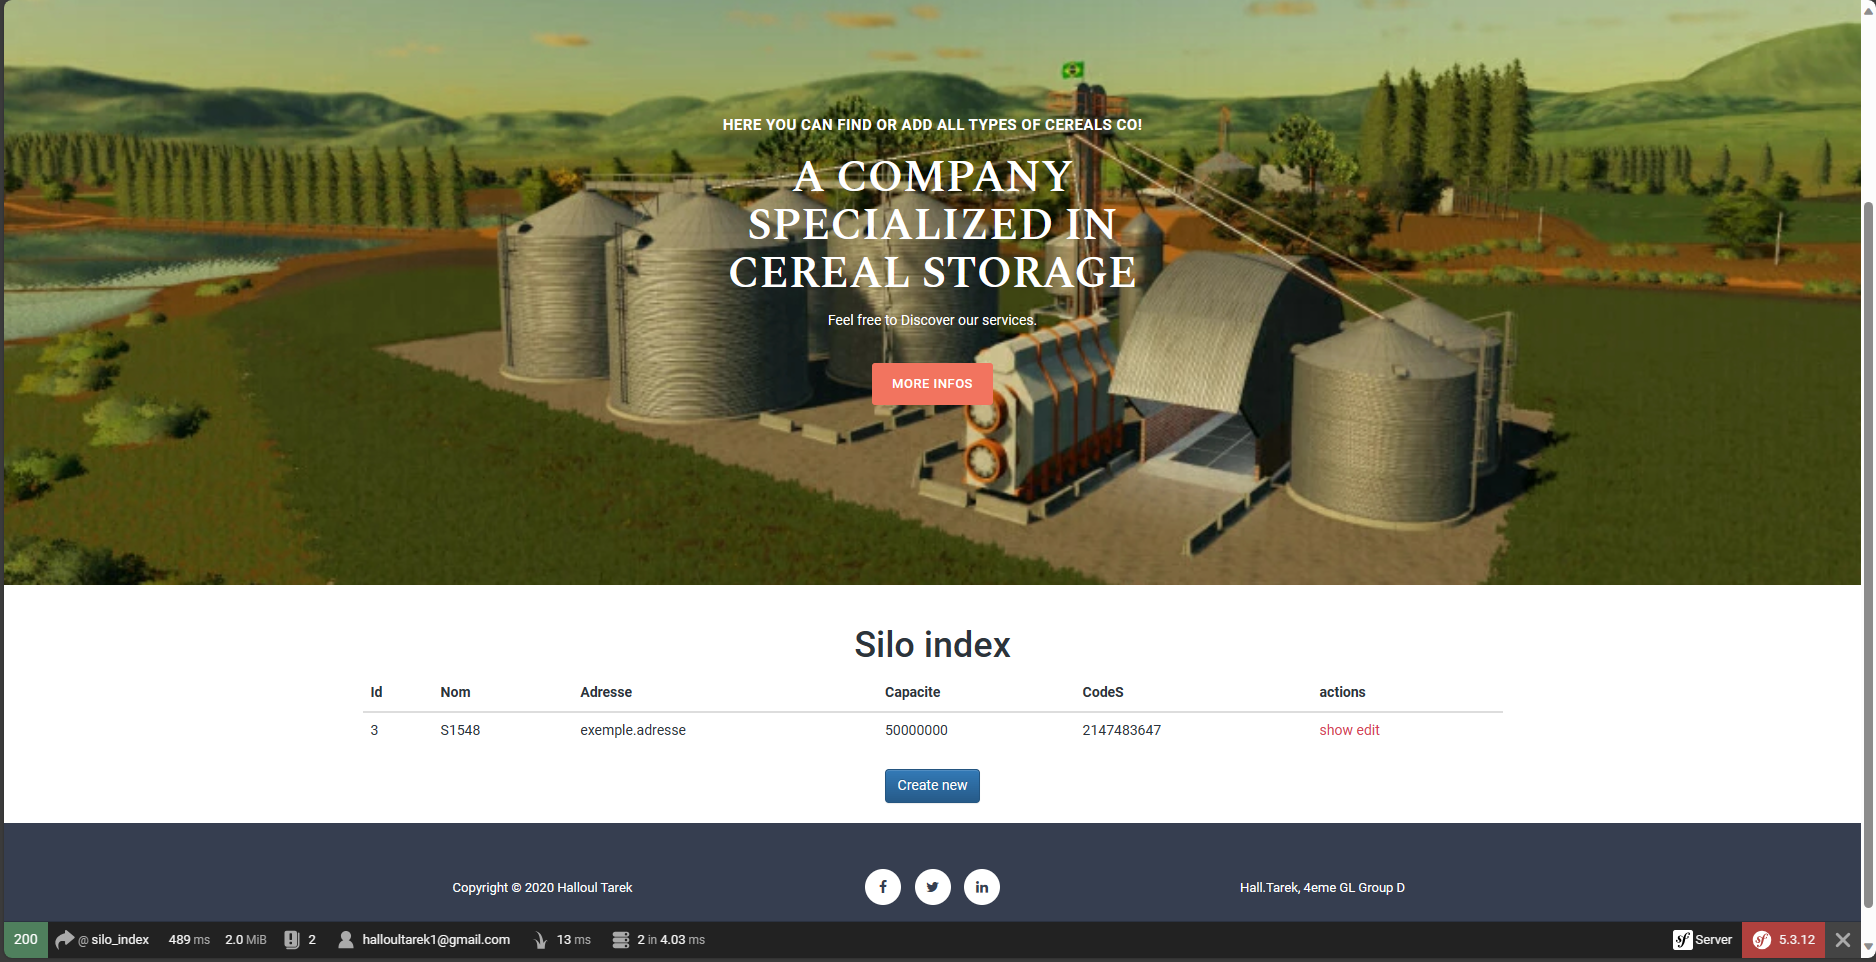 HERE YOU CAN FIND OR ADD ALL TYPES OF CEREALS CO!
A COMPANY
SPECIALIZED IN
CEREAL STORAGE
Feel free to Discover our services.
MORE INFOS
Silo index
Id Nom Adresse Capacite CodeS actions
3 S1548 exemple.adresse 50000000 2147483647 show edit
Create new
Copyright © 2020 Halloul Tarek
Hall.Tarek, 4eme GL Group D
200 @ silo_index 489 ms 2.0 MiB 2 halloultarek1@gmail.com 13 ms 2 in 4.03 ms Server 5.3.12